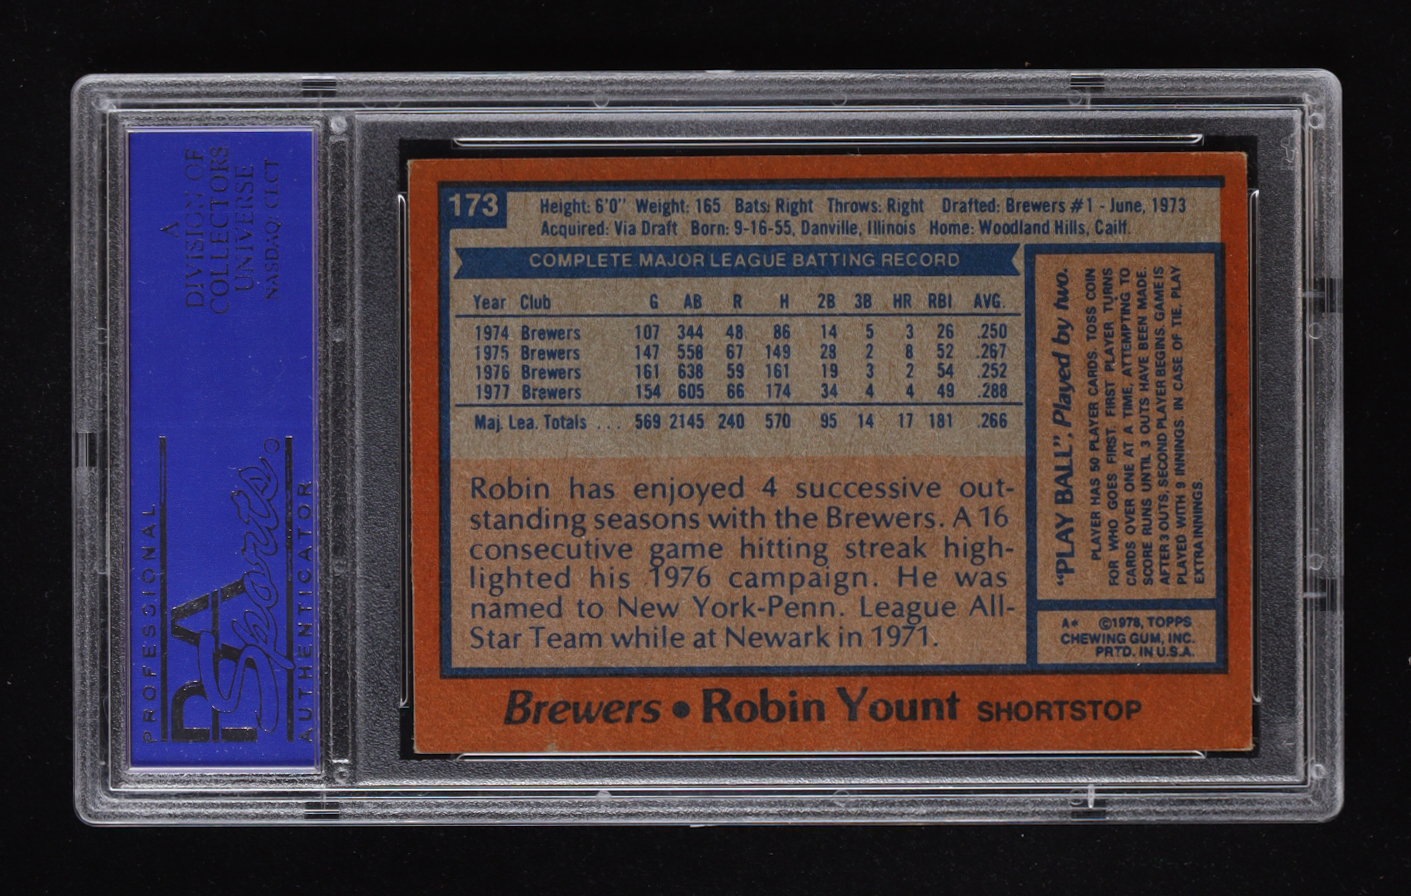 A
DIVISION OF
COLLECTORS
UNIVERSE
NASDAQ: CLCT
PROFESSIONAL
PSA
Sports
AUTHENTICATOR
173
Height: 6'0" Weight: 165 Bats: Right Throws: Right Drafted: Brewers #1 - June, 1973
Acquired: Via Draft Born: 9-16-55, Danville, Illinois Home: Woodland Hills, Cailf.
COMPLETE MAJOR LEAGUE BATTING RECORD
Year Club G AB R H 2B 3B HR RBI AVG.
1974 Brewers 107 344 48 86 14 5 3 26 .250
1975 Brewers 147 558 67 149 28 2 8 52 .267
1976 Brewers 161 638 59 161 19 3 2 54 .252
1977 Brewers 154 605 66 174 34 4 4 49 .288
Maj. Lea. Totals . . . 569 2145 240 570 95 14 17 181 .266
Robin has enjoyed 4 successive out-
standing seasons with the Brewers. A 16
consecutive game hitting streak high-
lighted his 1976 campaign. He was
named to New York-Penn. League All-
Star Team while at Newark in 1971.
"PLAY BALL", Played by two.
PLAYER HAS 50 PLAYER CARDS. TOSS COIN
FOR WHO GOES FIRST. FIRST PLAYER TURNS
CARDS OVER ONE AT A TIME, ATTEMPTING TO
SCORE RUNS UNTIL 3 OUTS HAVE BEEN MADE.
AFTER 3 OUTS, SECOND PLAYER BEGINS. GAME IS
PLAYED WITH 9 INNINGS. IN CASE OF TIE, PLAY
EXTRA INNINGS.
A* ©1978, TOPPS
CHEWING GUM, INC.
PRTD. IN U.S.A.
Brewers • Robin Yount SHORTSTOP